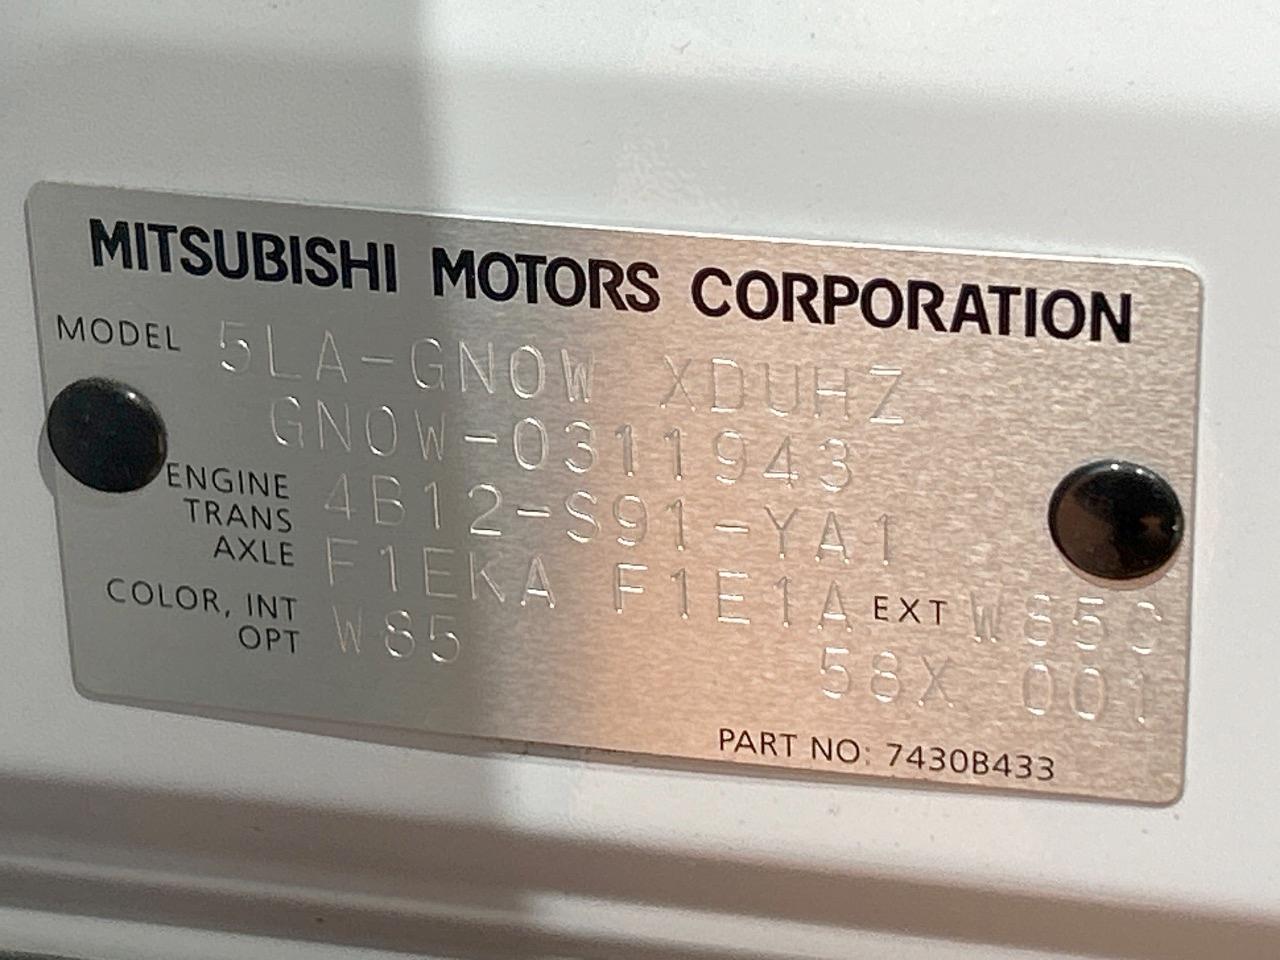 MITSUBISHI MOTORS CORPORATION
MODEL 5LA-GN0W XDUHZ
GN0W-0311943
ENGINE 4B12-S91-YA1
TRANS AXLE F1EKA F1E1A
COLOR, INT W85 EXT W85C
OPT 58X 001
PART NO: 7430B433